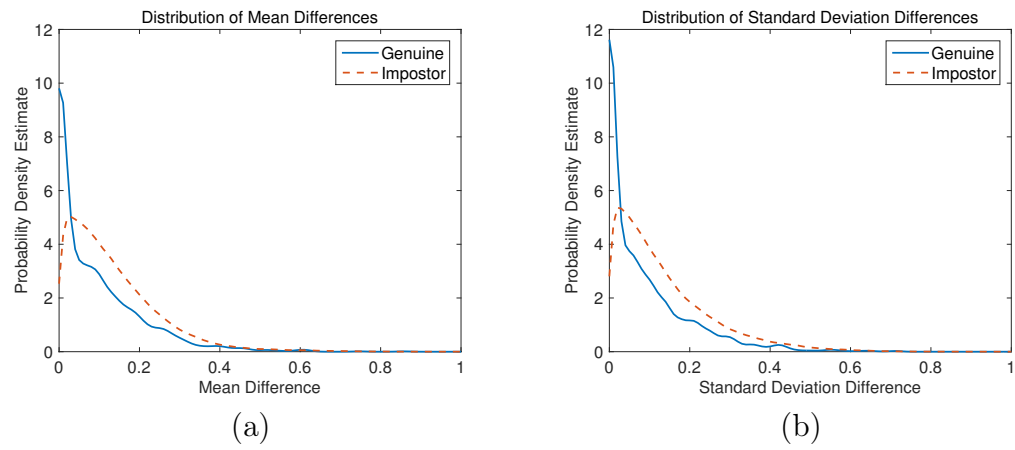 Distribution of Mean Differences
12
10
8
6
4
2
0
Probability Density Estimate
Genuine
Impostor
0 0.2 0.4 0.6 0.8 1
Mean Difference
(a)
Distribution of Standard Deviation Differences
12
10
8
6
4
2
0
Probability Density Estimate
Genuine
Impostor
0 0.2 0.4 0.6 0.8 1
Standard Deviation Difference
(b)